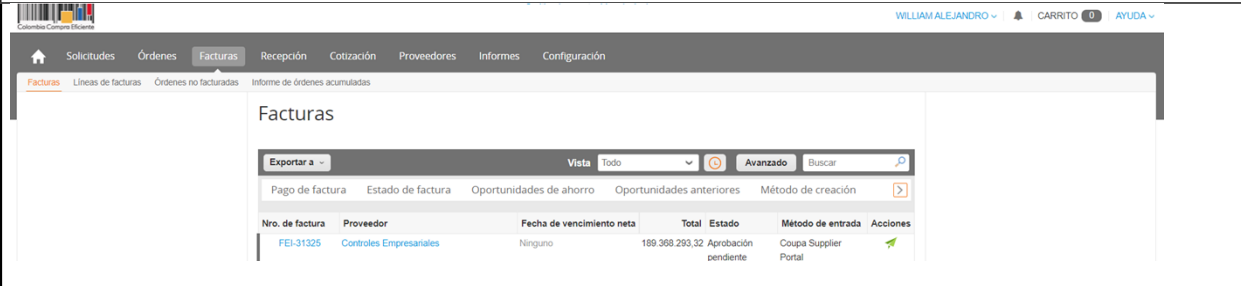 Colombia Compra Eficiente
WILLIAM ALEJANDRO
CARRITO 0
AYUDA
Solicitudes Órdenes Facturas Recepción Cotización Proveedores Informes Configuración
Facturas Líneas de facturas Órdenes no facturadas Informe de órdenes acumuladas
Facturas
Exportar a Vista Todo Avanzado Buscar
Pago de factura Estado de factura Oportunidades de ahorro Oportunidades anteriores Método de creación
Nro. de factura Proveedor Fecha de vencimiento neta Total Estado Método de entrada Acciones
FEI-31325 Controles Empresariales Ninguno 189.368.293,32 Aprobación Coupa Supplier
pendiente Portal